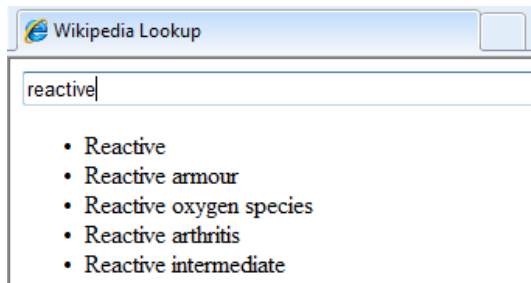 Wikipedia Lookup
reactive
• Reactive
• Reactive armour
• Reactive oxygen species
• Reactive arthritis
• Reactive intermediate